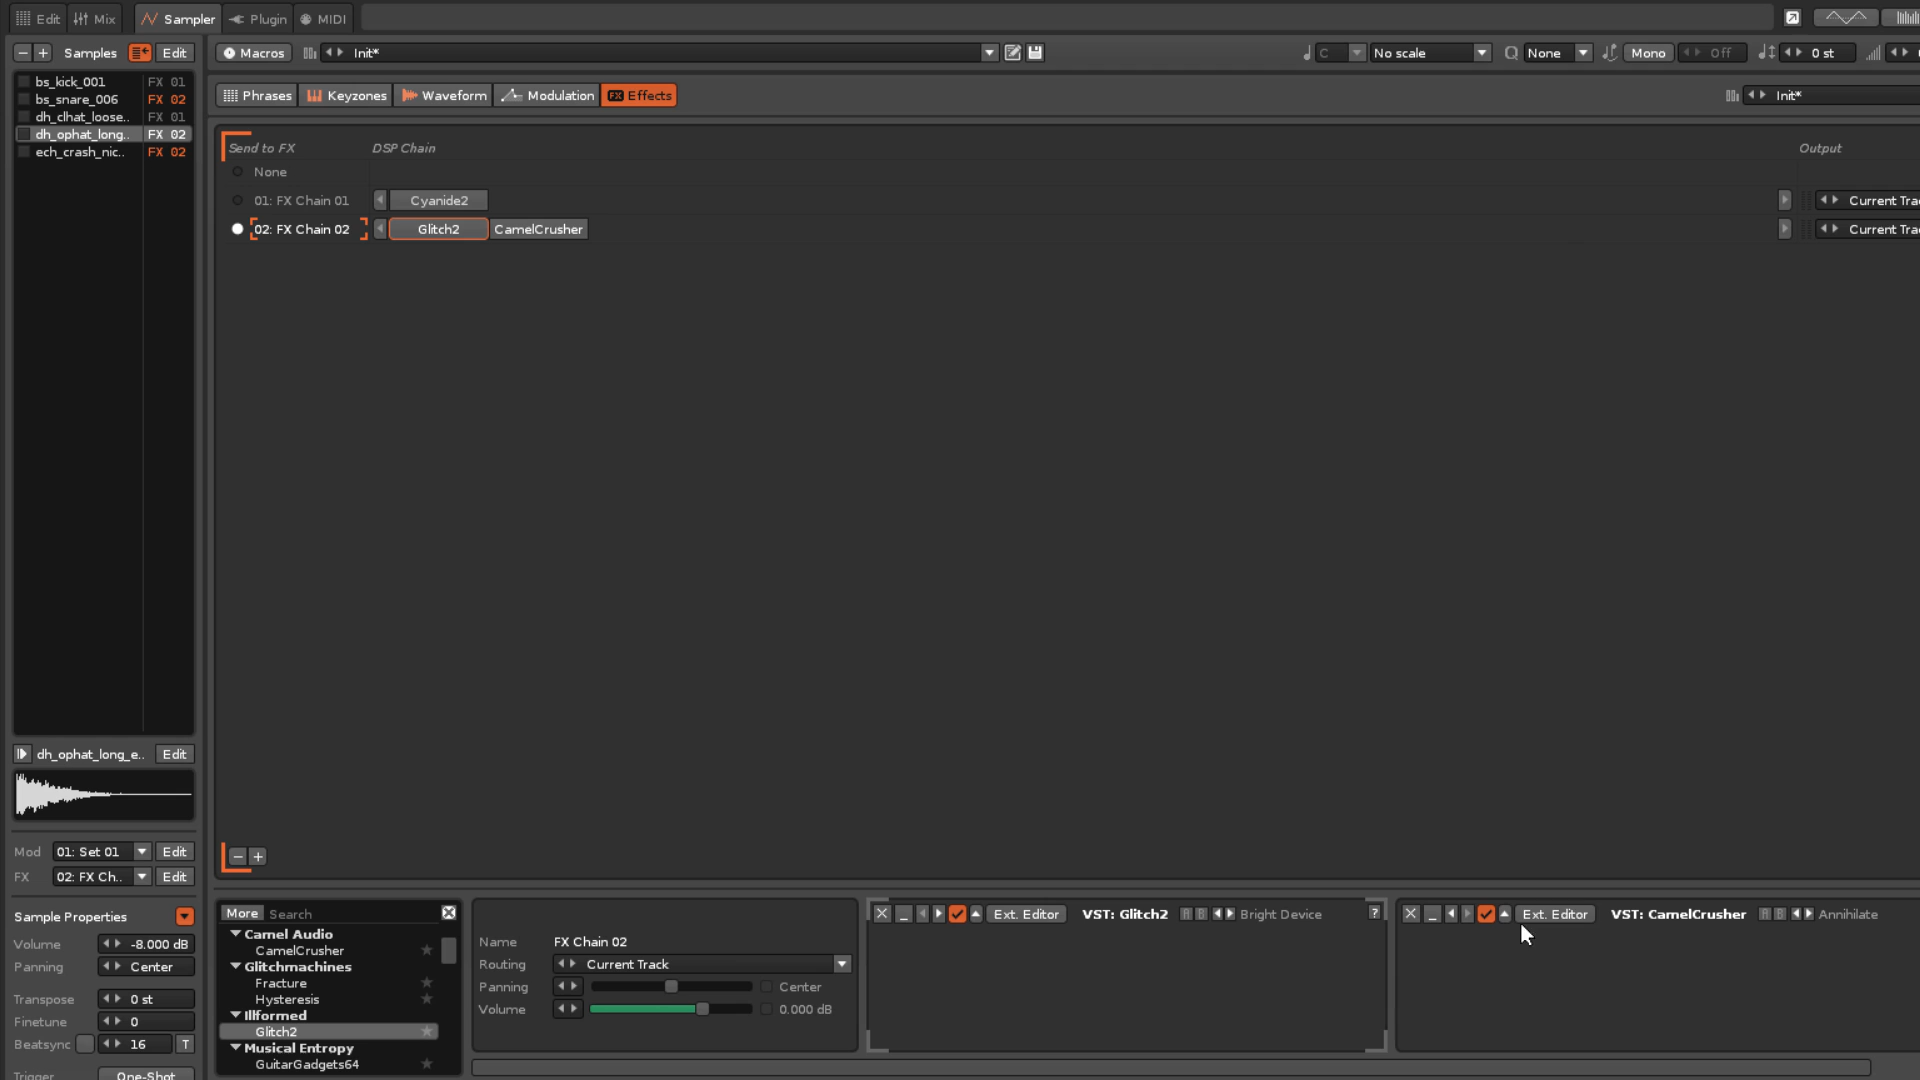 Edit Mix Sampler Plugin MIDI
− + Samples Edit
Macros Init* C No scale None Mono Off 0 st
bs_kick_001 FX 01
bs_snare_006 FX 02
dh_clhat_loose.. FX 01
dh_ophat_long.. FX 02
ech_crash_nic.. FX 02
Phrases Keyzones Waveform Modulation FX Effects Init*
Send to FX DSP Chain Output
None
01: FX Chain 01 Cyanide2 Current Tra
02: FX Chain 02 Glitch2 CamelCrusher Current Tra
dh_ophat_long_e.. Edit
Mod 01: Set 01 Edit
FX 02: FX Ch.. Edit
− +
Sample Properties
Volume -8.000 dB
Panning Center
Transpose 0 st
Finetune 0
Beatsync 16 T
Trigger One-Shot
More Search
Camel Audio
CamelCrusher
Glitchmachines
Fracture
Hysteresis
Illformed
Glitch2
Musical Entropy
GuitarGadgets64
Name FX Chain 02
Routing Current Track
Panning Center
Volume 0.000 dB
Ext. Editor VST: Glitch2 A B Bright Device ?
Ext. Editor VST: CamelCrusher A B Annihilate